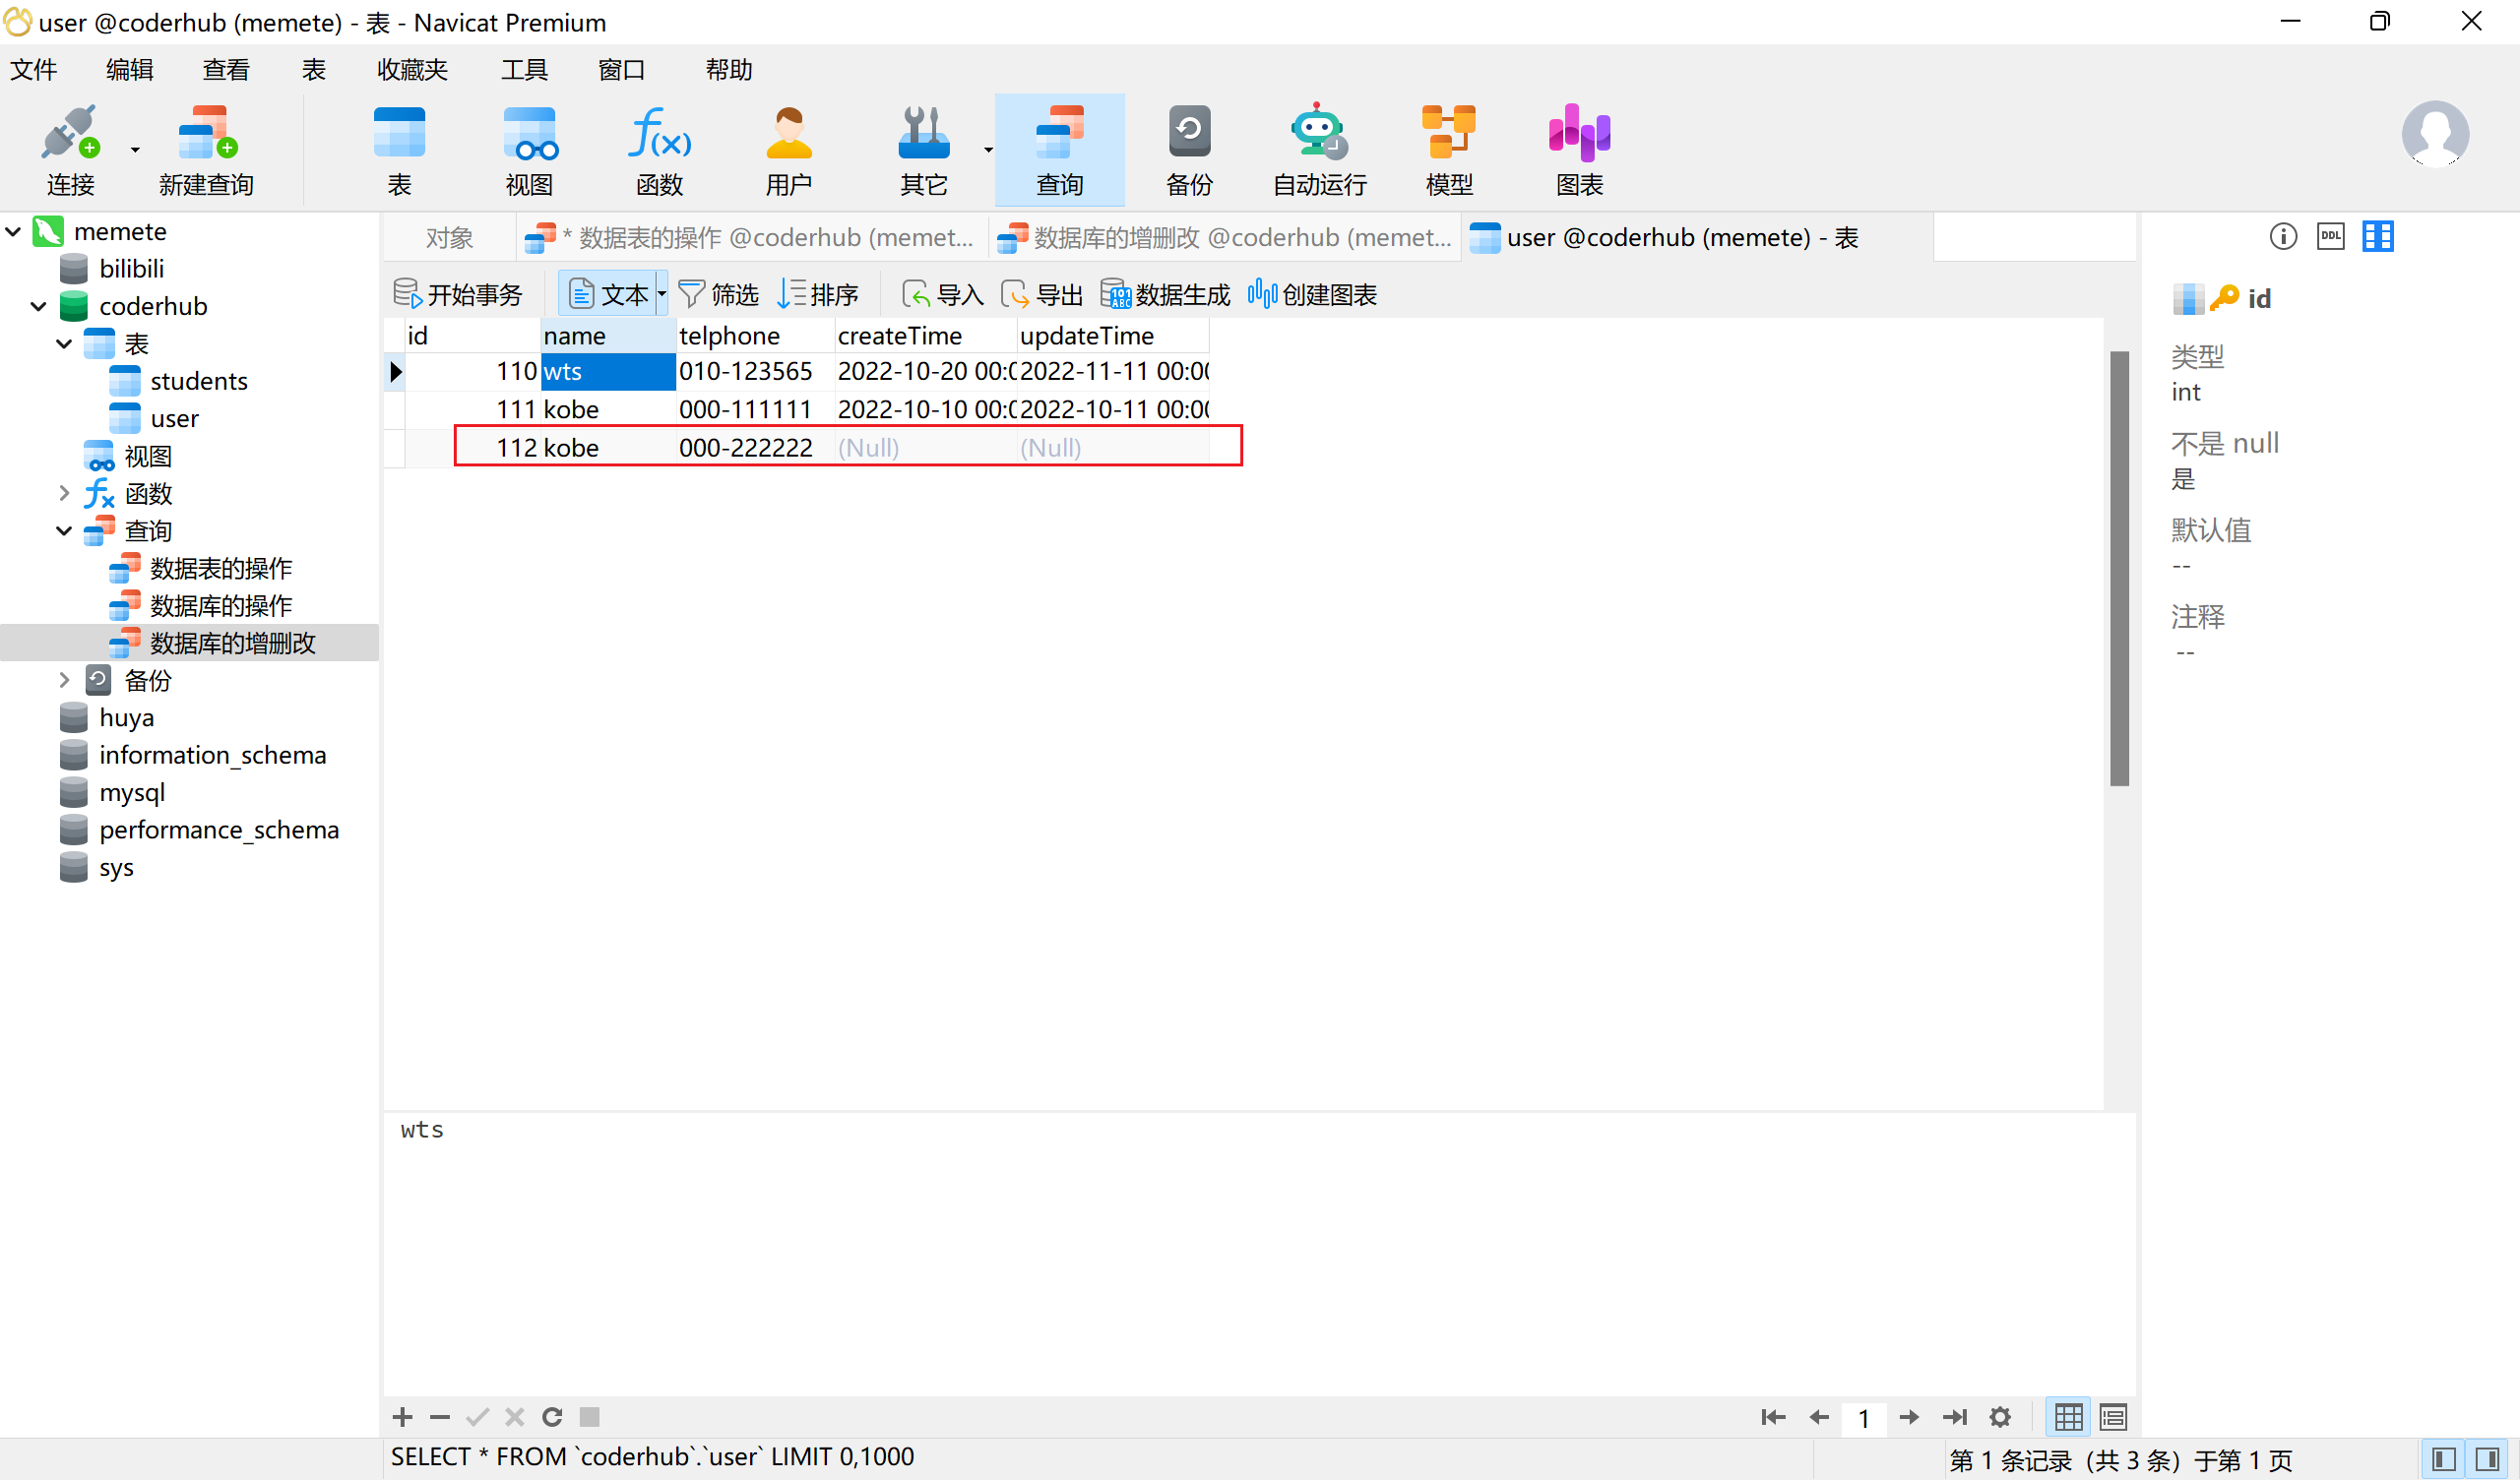 user @coderhub (memete) - 表 - Navicat Premium
文件 编辑 查看 表 收藏夹 工具 窗口 帮助
连接 新建查询 表 视图 函数 用户 其它 查询 备份 自动运行 模型 图表
memete
bilibili
coderhub
表
students
user
视图
函数
查询
数据表的操作
数据库的操作
数据库的增删改
备份
huya
information_schema
mysql
performance_schema
sys
对象 * 数据表的操作 @coderhub (memet... 数据库的增删改 @coderhub (memet... user @coderhub (memete) - 表
开始事务 文本 筛选 排序 导入 导出 数据生成 创建图表
id name telphone createTime updateTime
110 wts 010-123565 2022-10-20 00:0 2022-11-11 00:00
111 kobe 000-111111 2022-10-10 00:0 2022-10-11 00:00
112 kobe 000-222222 (Null) (Null)
wts
DDL
id
类型
int
不是 null
是
默认值
--
注释
--
1
SELECT * FROM `coderhub`.`user` LIMIT 0,1000
第 1 条记录 (共 3 条) 于第 1 页